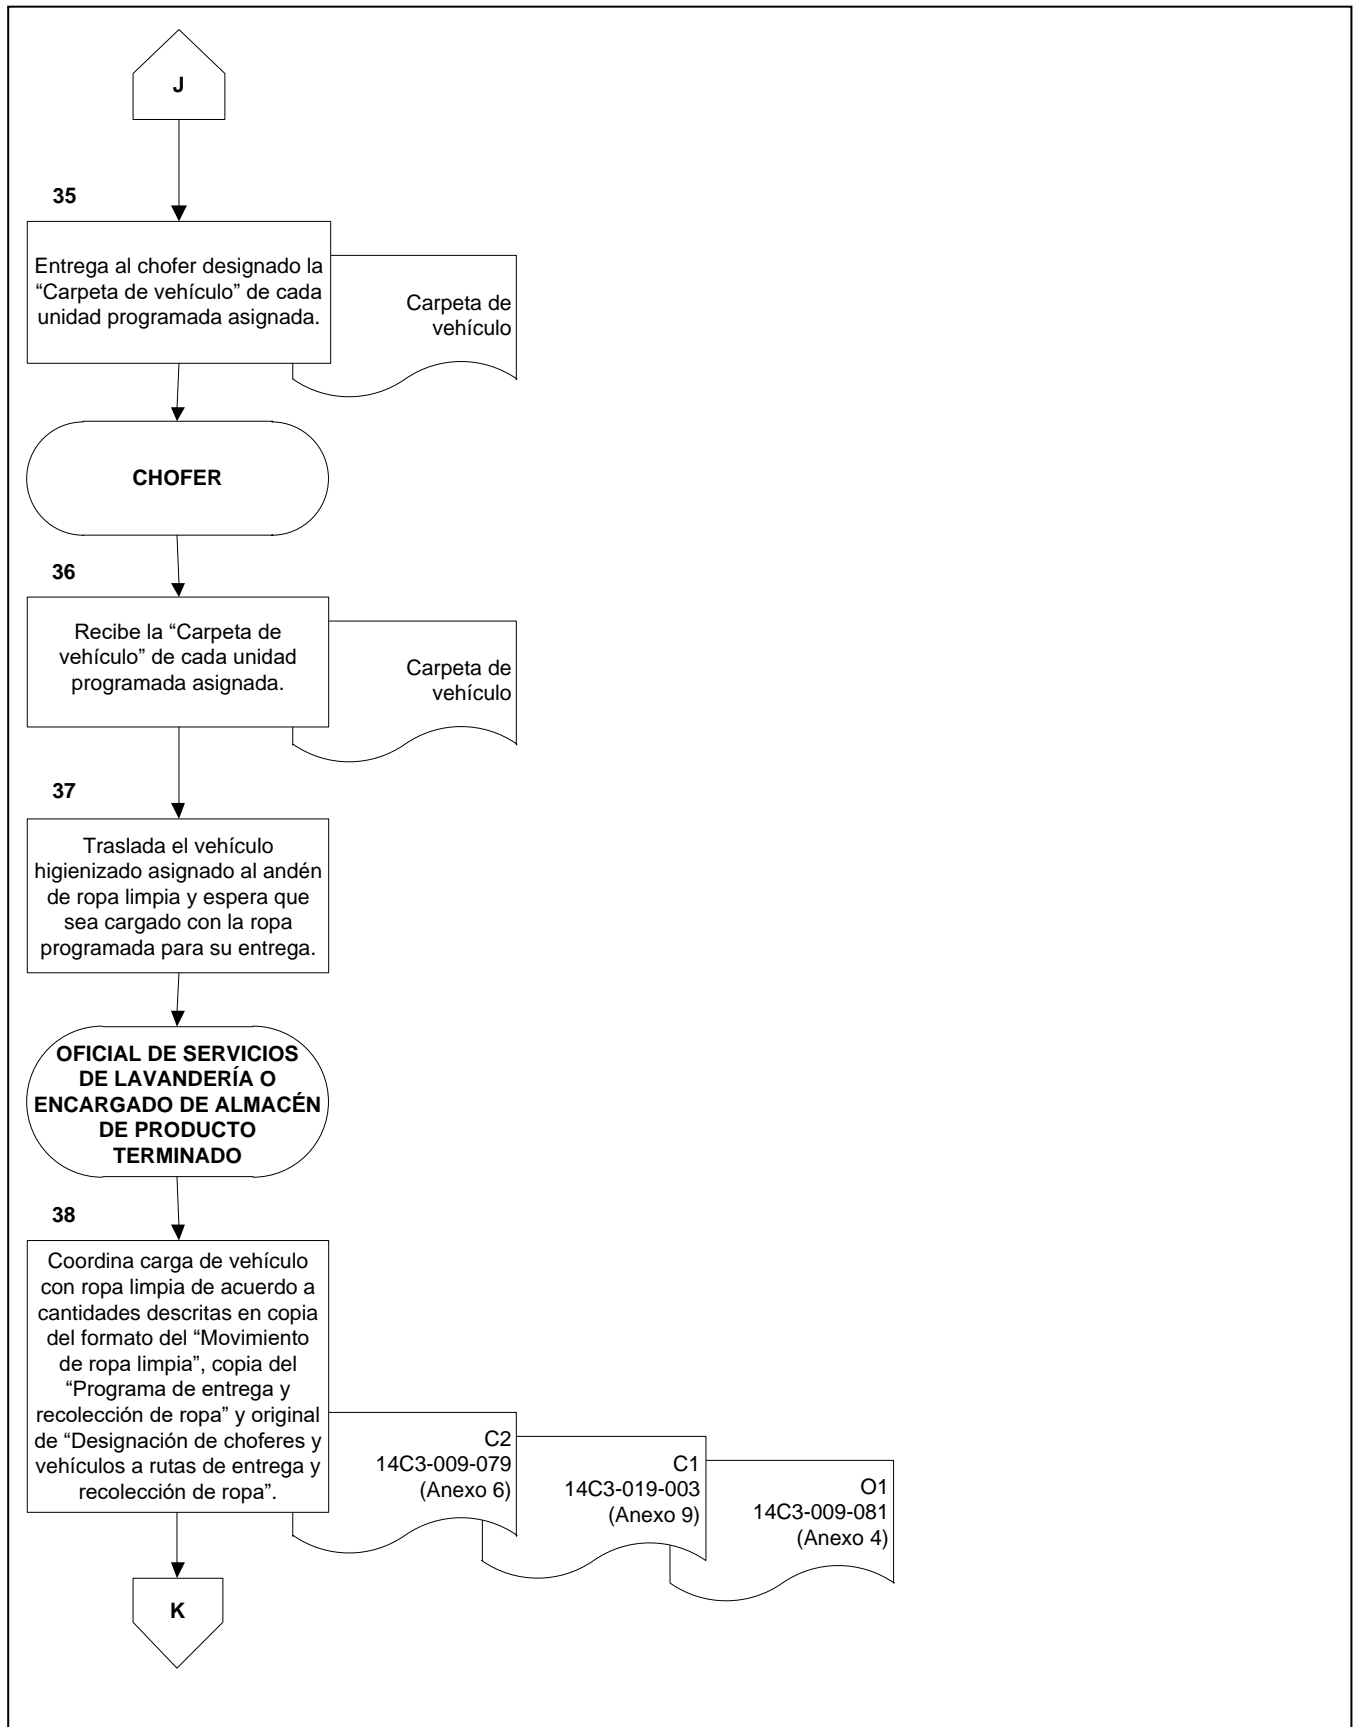 J
35
Entrega al chofer designado la
“Carpeta de vehículo” de cada
unidad programada asignada.
Carpeta de
vehículo
CHOFER
36
Recibe la “Carpeta de
vehículo” de cada unidad
programada asignada.
Carpeta de
vehículo
37
Traslada el vehículo
higienizado asignado al andén
de ropa limpia y espera que
sea cargado con la ropa
programada para su entrega.
OFICIAL DE SERVICIOS
DE LAVANDERÍA O
ENCARGADO DE ALMACÉN
DE PRODUCTO
TERMINADO
38
Coordina carga de vehículo
con ropa limpia de acuerdo a
cantidades descritas en copia
del formato del “Movimiento
de ropa limpia”, copia del
“Programa de entrega y
recolección de ropa” y original
de “Designación de choferes y
vehículos a rutas de entrega y
recolección de ropa”.
C2
14C3-009-079
(Anexo 6)
C1
14C3-019-003
(Anexo 9)
O1
14C3-009-081
(Anexo 4)
K